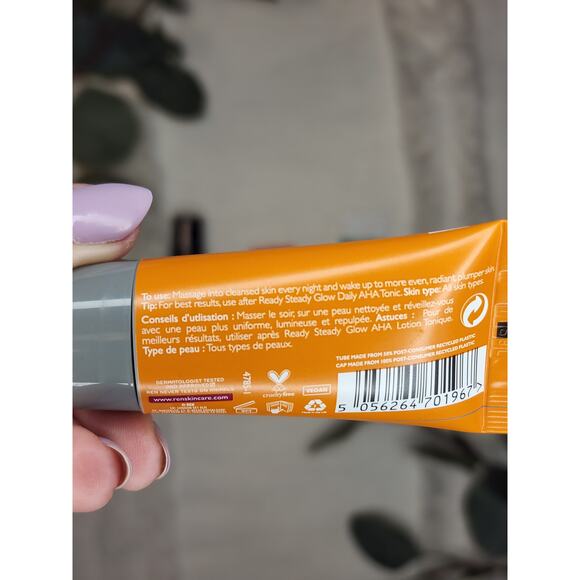 To use: Massage into cleansed skin every night and wake up to more even, radiant, plumper skin.
Tip: For best results, use after Ready Steady Glow Daily AHA Tonic. Skin type: All skin types.
Conseils d'utilisation : Masser le soir, sur une peau nettoyée et réveillez-vous
avec une peau plus uniforme, lumineuse et repulpée. Astuces : Pour de
meilleurs résultats, utiliser après Ready Steady Glow AHA Lotion Tonique.
Type de peau : Tous types de peaux.
TUBE MADE FROM 50% POST-CONSUMER RECYCLED PLASTIC
CAP MADE FROM 100% POST-CONSUMER RECYCLED PLASTIC
DERMATOLOGIST TESTED
REN NEVER TESTS ON ANIMALS
www.renskincare.com
cruelty free
VEGAN
5 056264 701967